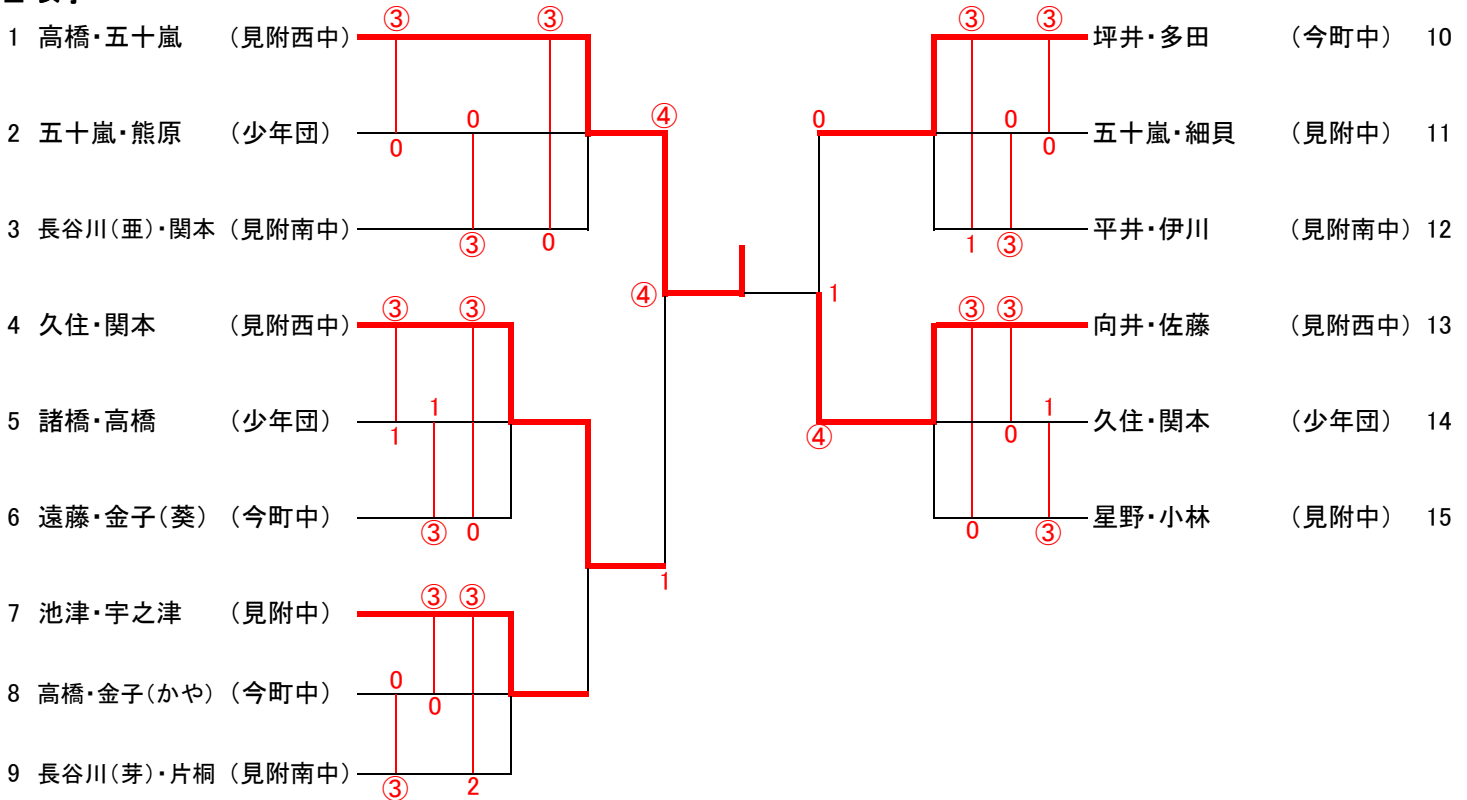 ③ ③ ③ ③
1 高橋・五十嵐 （見附西中） 坪井・多田 （今町中） 10
0 ④ 0 0
2 五十嵐・熊原 （少年団） 五十嵐・細貝 （見附中） 11
0 0
3 長谷川（亜）・関本 （見附南中） 平井・伊川 （見附南中） 12
③ 0 1 ③
④ 1
③ ③ ③ ③
4 久住・関本 （見附西中） 向井・佐藤 （見附西中） 13
1 1
5 諸橋・高橋 （少年団） 久住・関本 （少年団） 14
1 ④ 0
6 遠藤・金子（葵） （今町中） 星野・小林 （見附中） 15
③ 0 0 ③
1
③ ③
7 池津・宇之津 （見附中）
0
8 高橋・金子（かや） （今町中）
0
9 長谷川（芽）・片桐 （見附南中）
③ 2